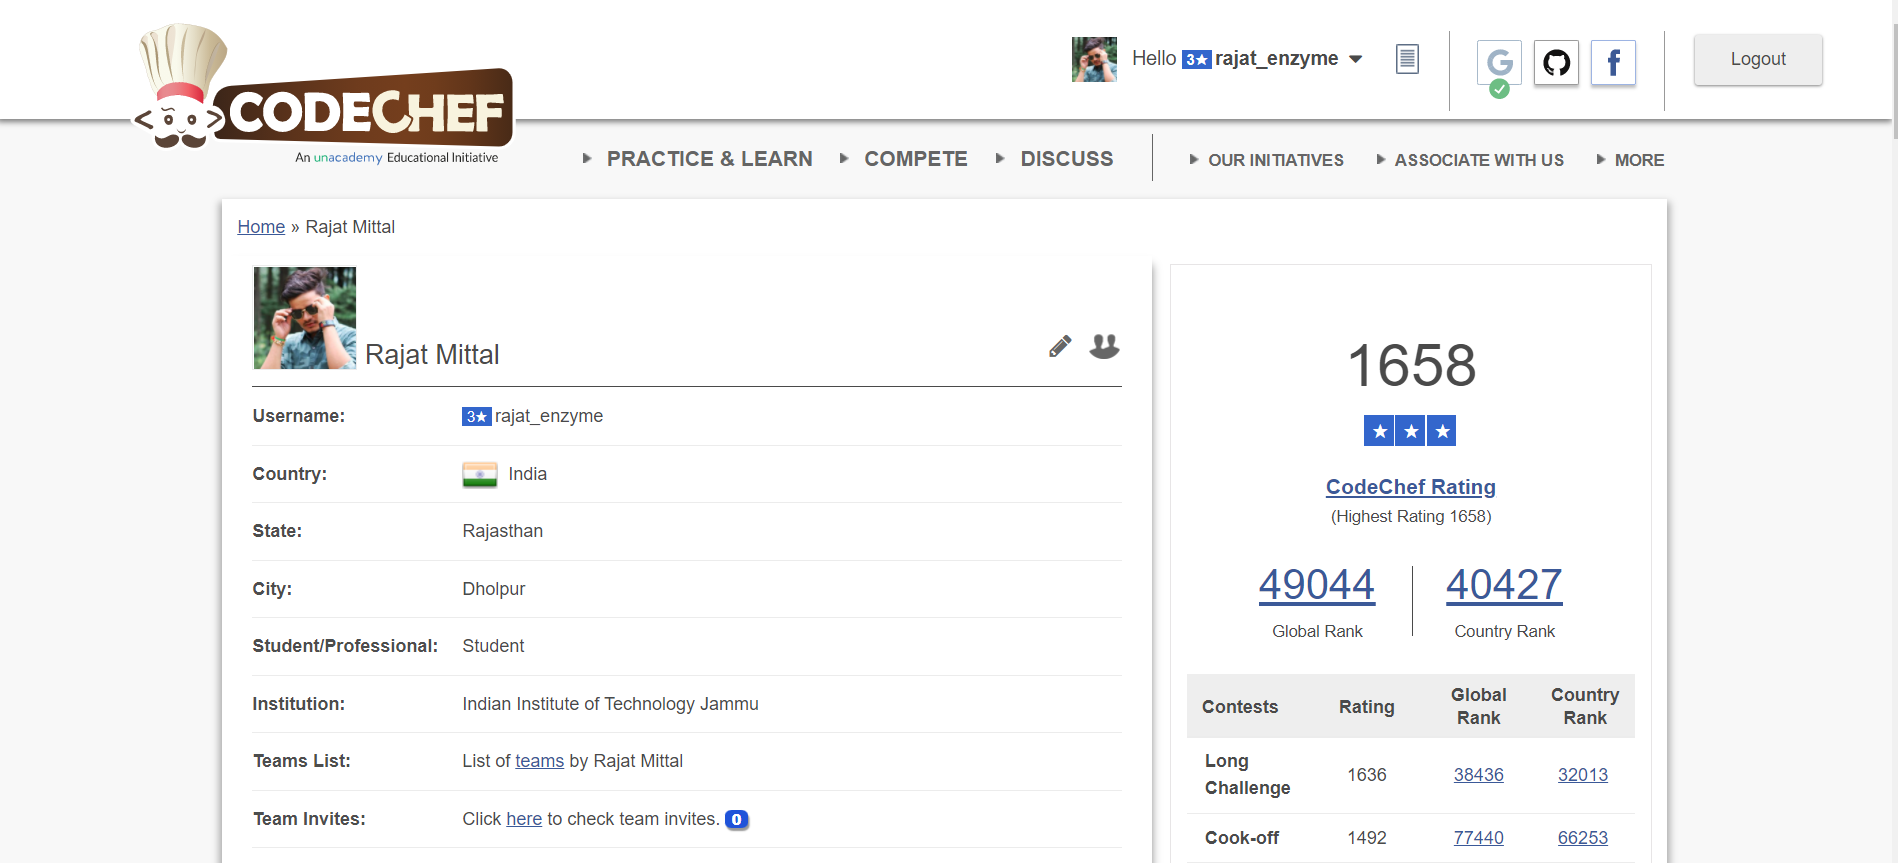 Hello 3★ rajat_enzyme
G
f
Logout
CODECHEF
An unacademy Educational Initiative
PRACTICE & LEARN COMPETE DISCUSS OUR INITIATIVES ASSOCIATE WITH US MORE
Home » Rajat Mittal
Rajat Mittal
Username: 3★ rajat_enzyme
Country: India
State: Rajasthan
City: Dholpur
Student/Professional: Student
Institution: Indian Institute of Technology Jammu
Teams List: List of teams by Rajat Mittal
Team Invites: Click here to check team invites. 0
1658
★★★
CodeChef Rating
(Highest Rating 1658)
49044 40427
Global Rank Country Rank
Contests Rating Global Rank Country Rank
Long Challenge 1636 38436 32013
Cook-off 1492 77440 66253